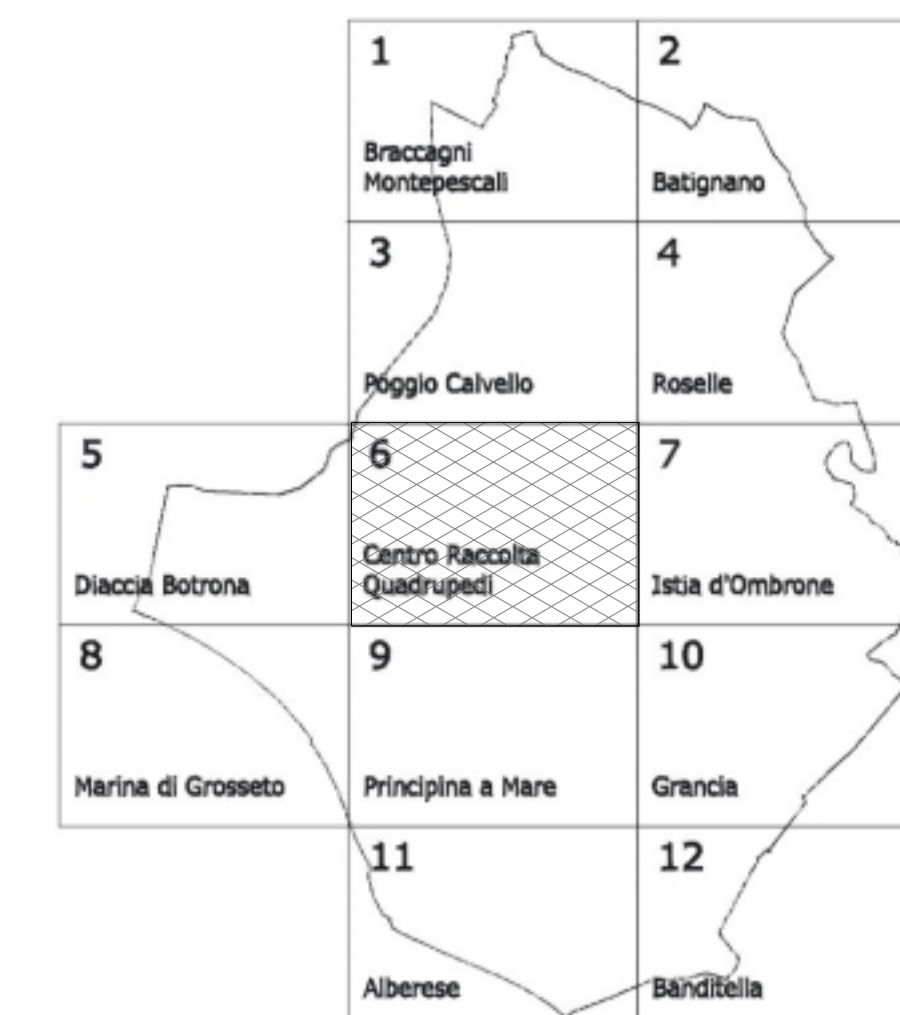 1
Braccagni
Montepescali
2
Batignano
3
Poggio Calvello
4
Roselle
5
Diaccia Botrona
6
Centro Raccolta
Quadrupedi
7
Istia d'Ombrone
8
Marina di Grosseto
9
Principina a Mare
10
Grancia
11
Alberese
12
Banditella